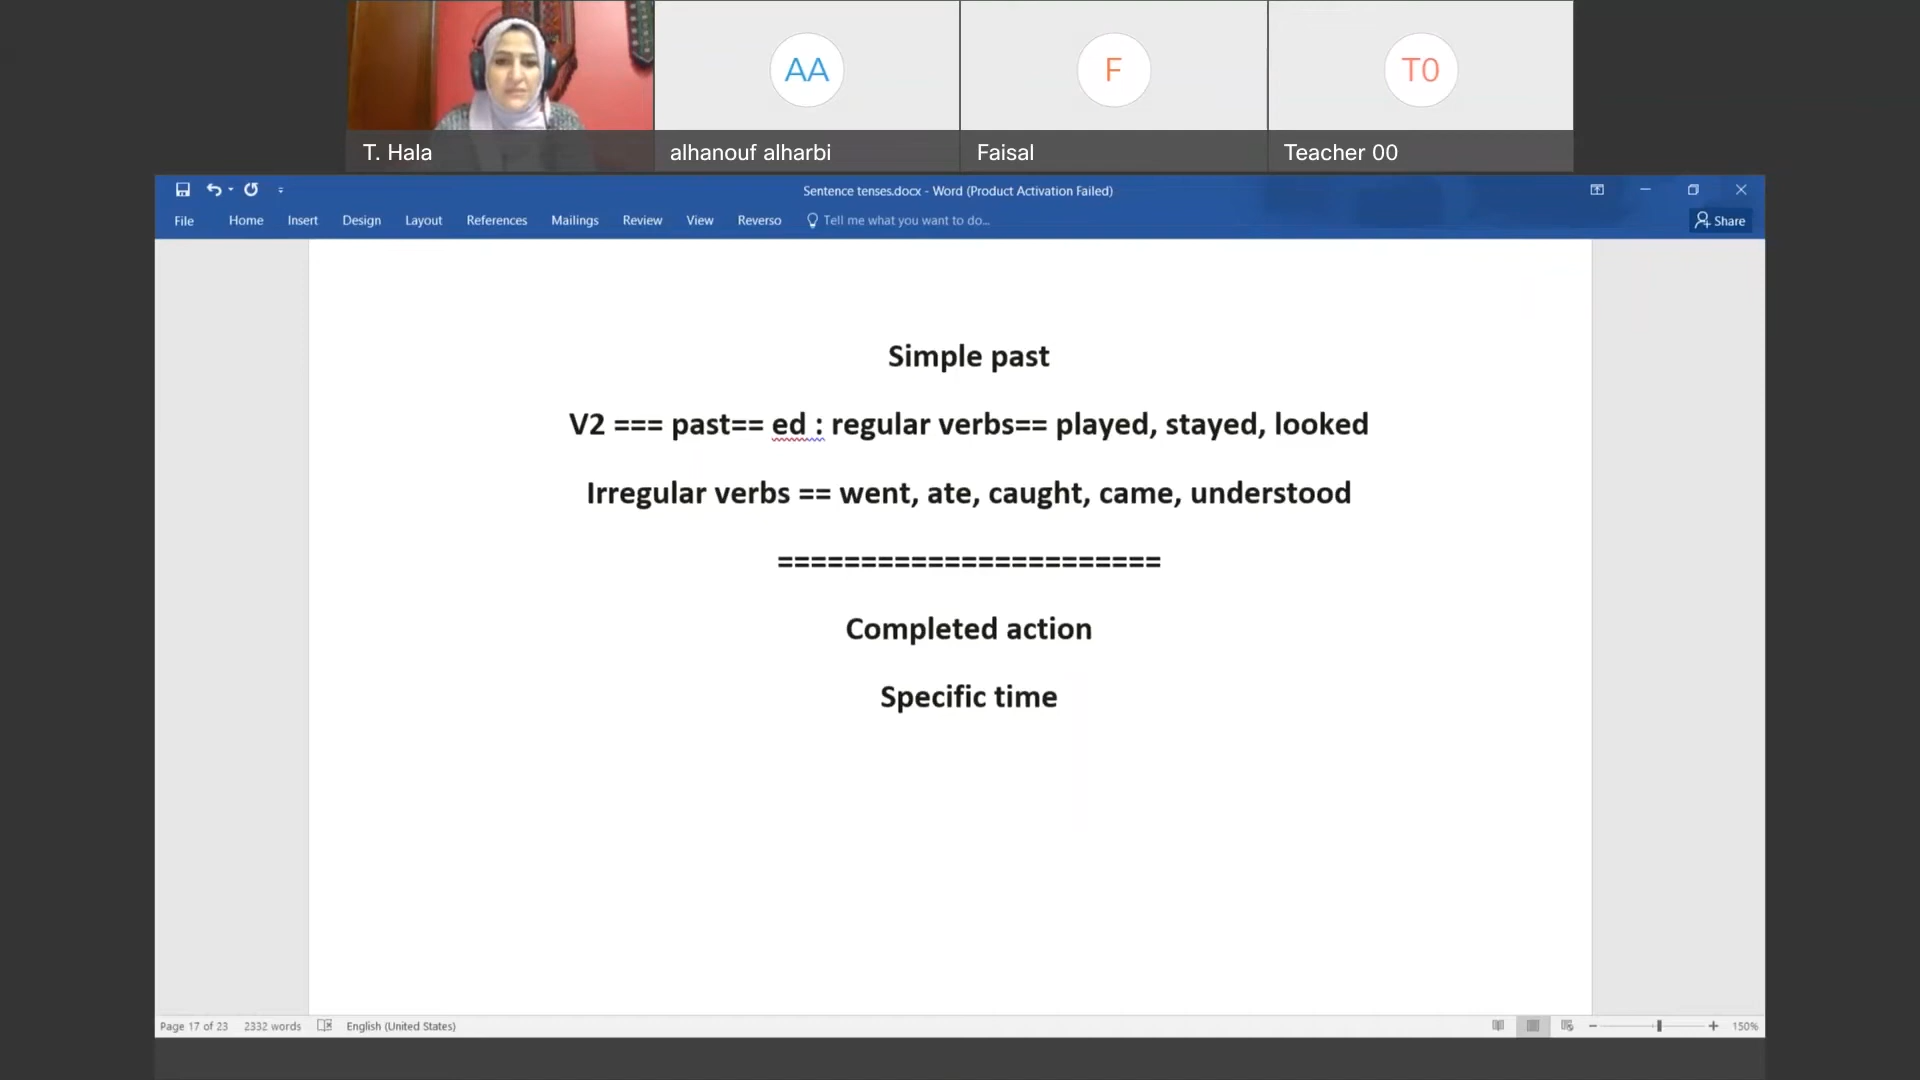 AA
F
T0
T. Hala
alhanouf alharbi
Faisal
Teacher 00
Sentence tenses.docx - Word (Product Activation Failed)
File Home Insert Design Layout References Mailings Review View Reverso Tell me what you want to do... Share
Simple past
V2 === past== ed : regular verbs== played, stayed, looked
Irregular verbs == went, ate, caught, came, understood
=======================
Completed action
Specific time
Page 17 of 23 2332 words English (United States) 150%